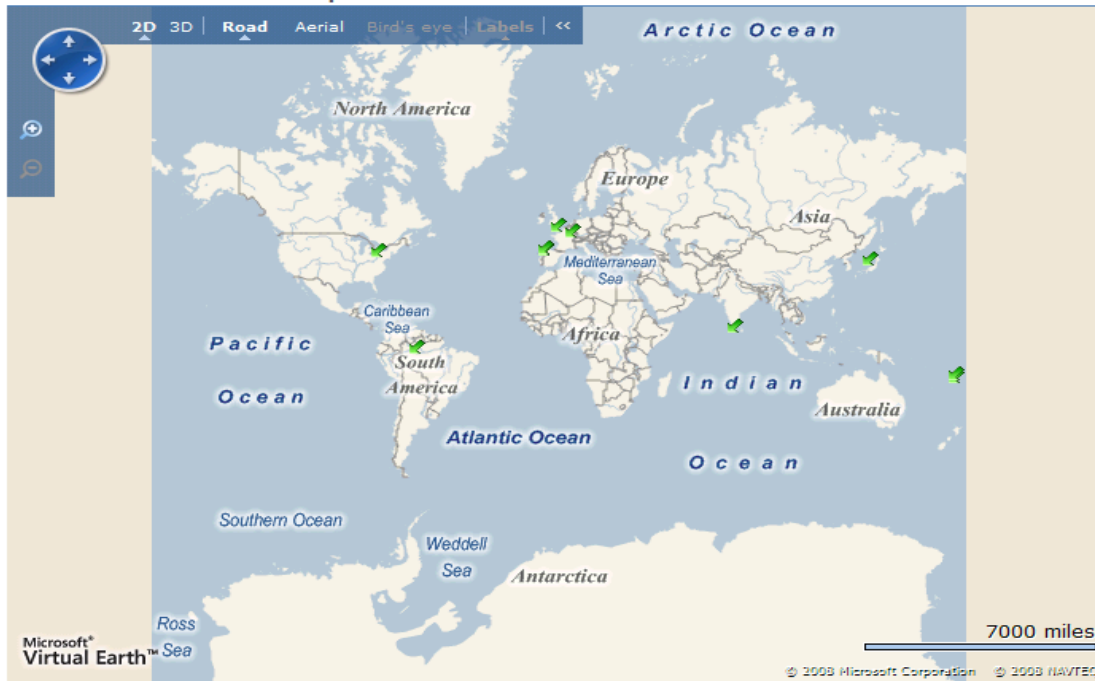 2D 3D | Road Aerial Bird's eye | Labels | <<
Arctic Ocean
North America
Europe
Asia
Mediterranean
Sea
Caribbean
Sea
Africa
Pacific
Ocean
South
America
Indian
Ocean
Australia
Atlantic Ocean
Southern Ocean
Weddell
Sea
Antarctica
Ross
Sea
Microsoft®
Virtual Earth™
7000 miles
© 2008 Microsoft Corporation © 2008 NAVTEQ